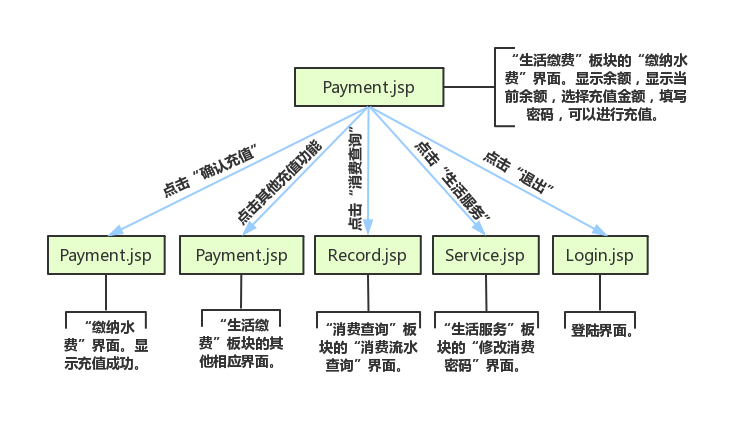 Payment.jsp
“生活缴费”板块的“缴纳水
费”界面。显示余额，显示当
前余额，选择充值金额，填写
密码，可以进行充值。
点击“确认充值”
点击其他充值功能
点击“消费查询”
点击“生活服务”
点击“退出”
Payment.jsp
Payment.jsp
Record.jsp
Service.jsp
Login.jsp
“缴纳水
费”界面。显
示充值成功。
“生活缴
费”板块的其
他相应界面。
“消费查询”板
块的“消费流水
查询”界面。
“生活服务”板
块的“修改消费
密码”界面。
登陆界面。